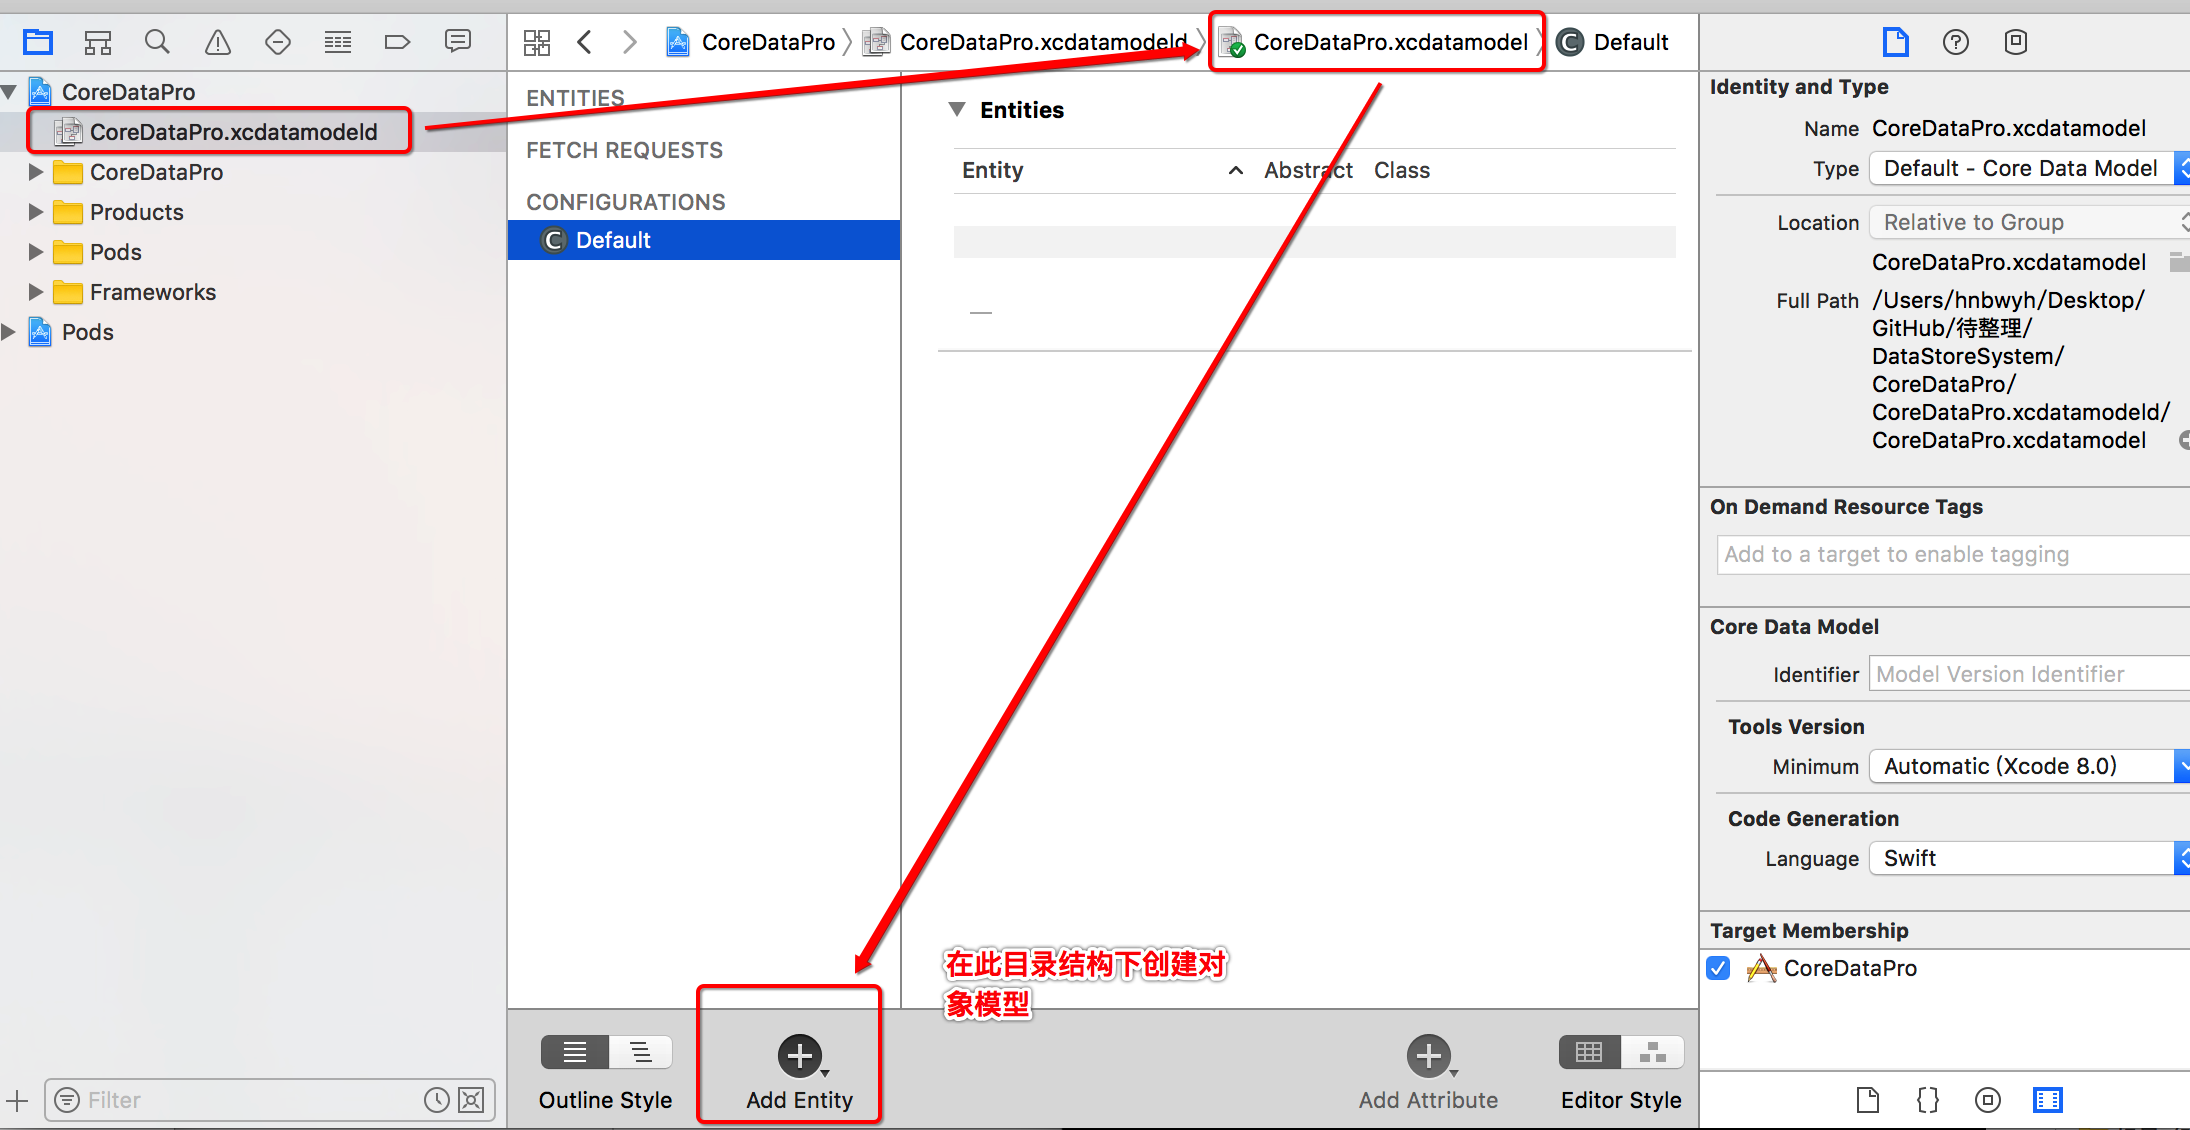 CoreDataPro
CoreDataPro.xcdatamodeld
CoreDataPro
Products
Pods
Frameworks
Pods
Filter
CoreDataPro
CoreDataPro.xcdatamodeld
CoreDataPro.xcdatamodel
C Default
ENTITIES
FETCH REQUESTS
CONFIGURATIONS
C Default
Entities
Entity Abstract Class
在此目录结构下创建对
象模型
Outline Style
Add Entity
Add Attribute
Editor Style
Identity and Type
Name CoreDataPro.xcdatamodel
Type Default - Core Data Model
Location Relative to Group
CoreDataPro.xcdatamodel
Full Path /Users/hnbwyh/Desktop/
GitHub/待整理/
DataStoreSystem/
CoreDataPro/
CoreDataPro.xcdatamodeld/
CoreDataPro.xcdatamodel
On Demand Resource Tags
Add to a target to enable tagging
Core Data Model
Identifier Model Version Identifier
Tools Version
Minimum Automatic (Xcode 8.0)
Code Generation
Language Swift
Target Membership
CoreDataPro